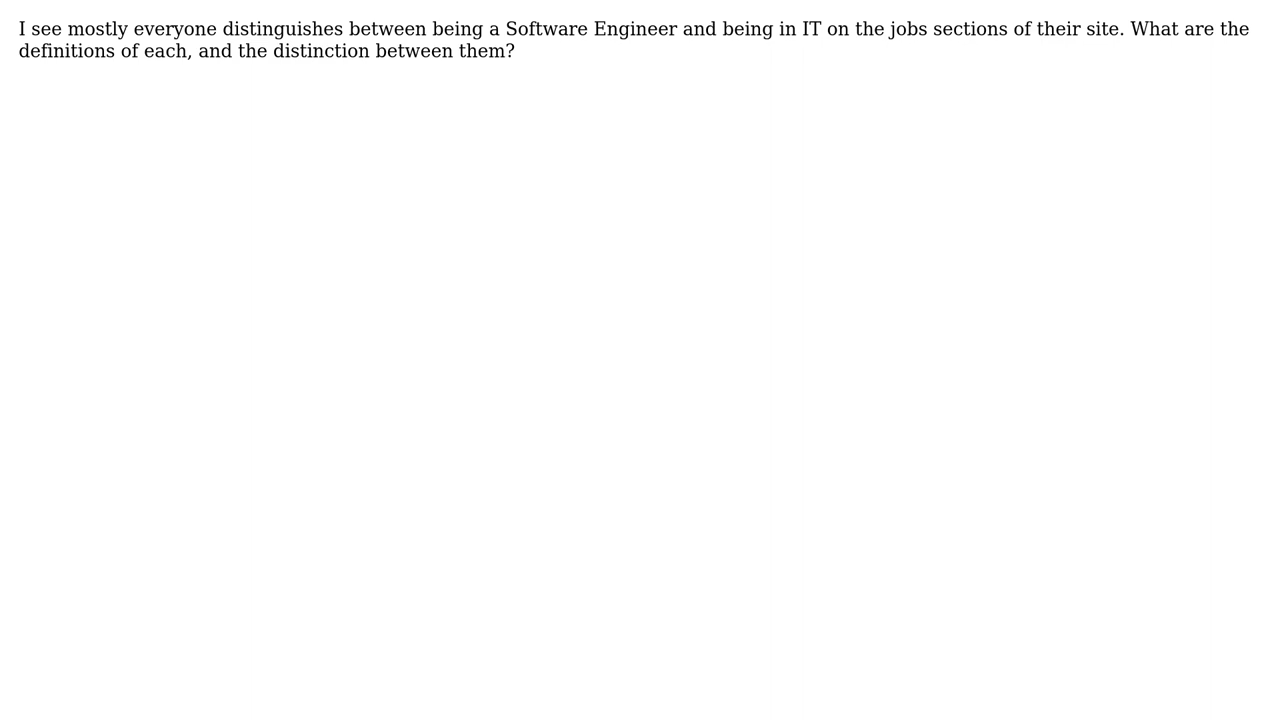 I see mostly everyone distinguishes between being a Software Engineer and being in IT on the jobs sections of their site. What are the
definitions of each, and the distinction between them?